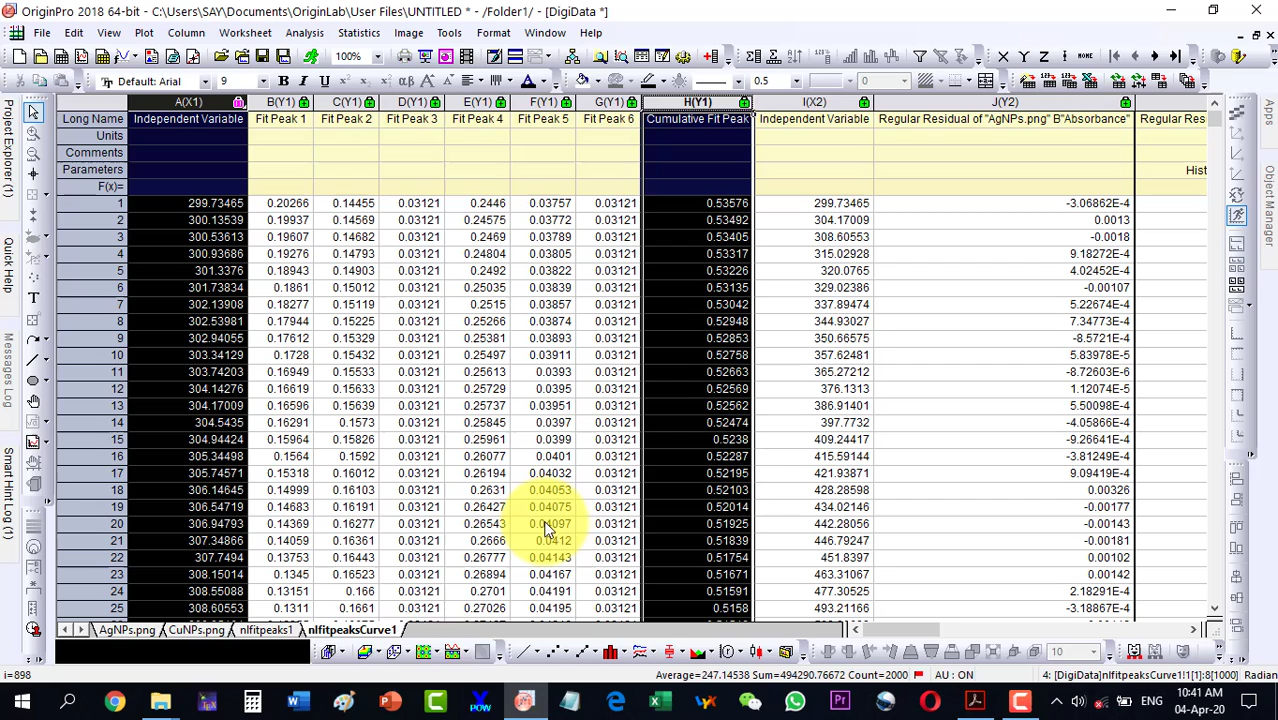 OriginPro 2018 64-bit - C:\Users\SAY\Documents\OriginLab\User Files\UNTITLED * - /Folder1/ - [DigiData *]
File Edit View Plot Column Worksheet Analysis Statistics Image Tools Format Window Help
100%
Default: Arial 9 B I U αβ A A 0.5 0
X Y Z HOME
A(X1) B(Y1) C(Y1) D(Y1) E(Y1) F(Y1) G(Y1) H(Y1) I(X2) J(Y2)
Long Name Independent Variable Fit Peak 1 Fit Peak 2 Fit Peak 3 Fit Peak 4 Fit Peak 5 Fit Peak 6 Cumulative Fit Peak Independent Variable Regular Residual of "AgNPs.png" B"Absorbance" Regular Res
Units
Comments
Parameters Hist
F(x)=
1 299.73465 0.20266 0.14455 0.03121 0.2446 0.03757 0.03121 0.53576 299.73465 -3.06862E-4
2 300.13539 0.19937 0.14569 0.03121 0.24575 0.03772 0.03121 0.53492 304.17009 0.0013
3 300.53613 0.19607 0.14682 0.03121 0.2469 0.03789 0.03121 0.53405 308.60553 -0.0018
4 300.93686 0.19276 0.14793 0.03121 0.24804 0.03805 0.03121 0.53317 315.02928 9.18272E-4
5 301.3376 0.18943 0.14903 0.03121 0.2492 0.03822 0.03121 0.53226 320.0765 4.02452E-4
6 301.73834 0.1861 0.15012 0.03121 0.25035 0.03839 0.03121 0.53135 329.02386 -0.00107
7 302.13908 0.18277 0.15119 0.03121 0.2515 0.03857 0.03121 0.53042 337.89474 5.22674E-4
8 302.53981 0.17944 0.15225 0.03121 0.25266 0.03874 0.03121 0.52948 344.93027 7.34773E-4
9 302.94055 0.17612 0.15329 0.03121 0.25381 0.03893 0.03121 0.52853 350.66575 -8.5721E-4
10 303.34129 0.1728 0.15432 0.03121 0.25497 0.03911 0.03121 0.52758 357.62481 5.83978E-5
11 303.74203 0.16949 0.15533 0.03121 0.25613 0.0393 0.03121 0.52663 365.27212 -8.72603E-6
12 304.14276 0.16619 0.15633 0.03121 0.25729 0.0395 0.03121 0.52569 376.1313 1.12074E-5
13 304.17009 0.16596 0.15639 0.03121 0.25737 0.03951 0.03121 0.52562 386.91401 5.50098E-5
14 304.5435 0.16291 0.1573 0.03121 0.25845 0.0397 0.03121 0.52474 397.7732 -4.05866E-4
15 304.94424 0.15964 0.15826 0.03121 0.25961 0.0399 0.03121 0.5238 409.24417 -9.26641E-4
16 305.34498 0.1564 0.1592 0.03121 0.26077 0.0401 0.03121 0.52287 415.53154 -3.81249E-4
17 305.74571 0.15318 0.16012 0.03121 0.26194 0.04032 0.03121 0.52195 421.93871 9.09419E-4
18 306.14645 0.14999 0.16103 0.03121 0.2631 0.04053 0.03121 0.52103 428.28598 0.00326
19 306.54719 0.14683 0.16191 0.03121 0.26427 0.04075 0.03121 0.52014 434.01959 -0.00177
20 306.94793 0.14369 0.16277 0.03121 0.26543 0.04097 0.03121 0.51925 442.28056 -0.00143
21 307.34866 0.14059 0.16361 0.03121 0.2666 0.0412 0.03121 0.51839 446.79247 -0.00181
22 307.7494 0.13753 0.16443 0.03121 0.26777 0.04143 0.03121 0.51754 451.8397 0.00102
23 308.15014 0.1345 0.16523 0.03121 0.26894 0.04167 0.03121 0.51671 463.31067 0.00142
24 308.55088 0.13151 0.166 0.03121 0.2701 0.04191 0.03121 0.51591 477.30525 2.18291E-4
25 308.60553 0.1311 0.1661 0.03121 0.27026 0.04195 0.03121 0.5158 493.21166 -3.18867E-4
AgNPs.png CuNPs.png nlfitpeaks1 nlfitpeaksCurve1
10
Average=247.14538 Sum=494290.76672 Count=2000 AU : ON 4: [DigiData]nlfitpeaksCurve1!1[1]:8[1000] Radian
i=898
10:41 AM
04-Apr-20
Project Explorer (1)
Quick Help
Messages Log
Smart Hint Log (1)
Apps
Object Manager